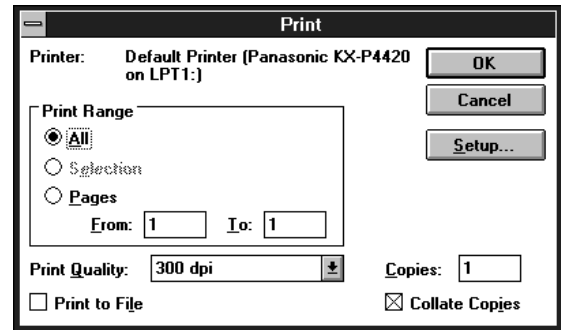 Print
Printer: Default Printer (Panasonic KX-P4420
on LPT1:)
OK
Cancel
Setup...
Print Range
All
Selection
Pages
From: 1 To: 1
Print Quality: 300 dpi Copies: 1
Print to File Collate Copies